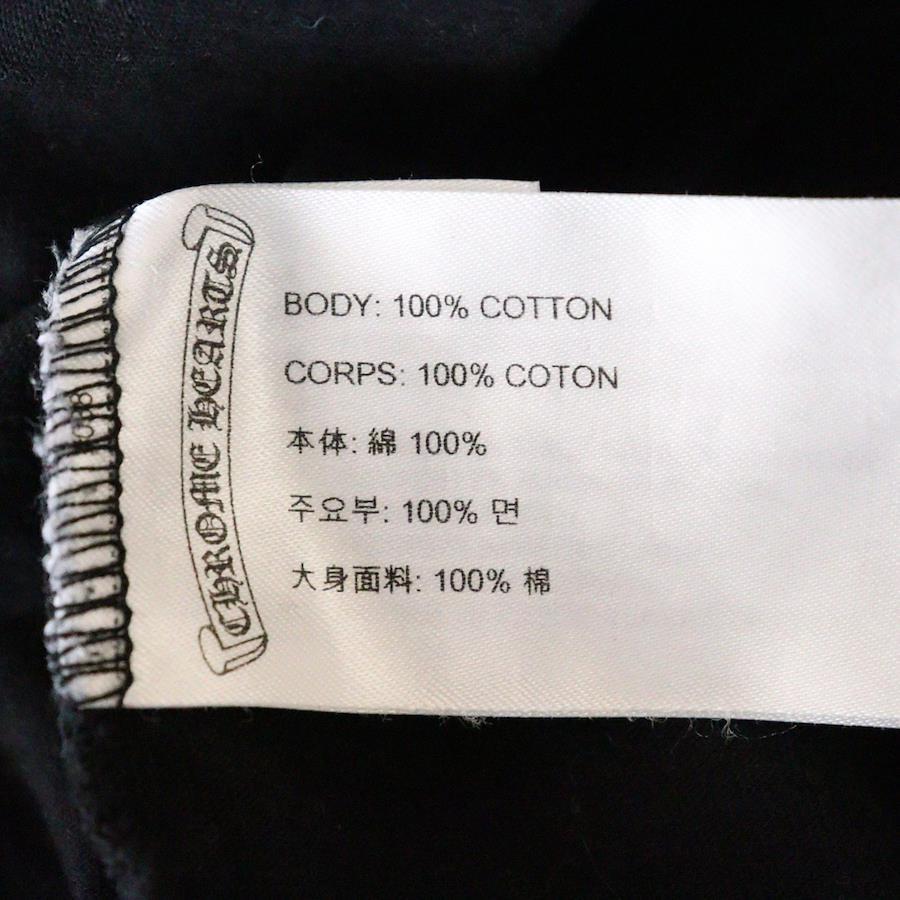 CHROME HEARTS
BODY: 100% COTTON
CORPS: 100% COTON
本体: 綿 100%
주요부: 100% 면
大身面料: 100% 棉